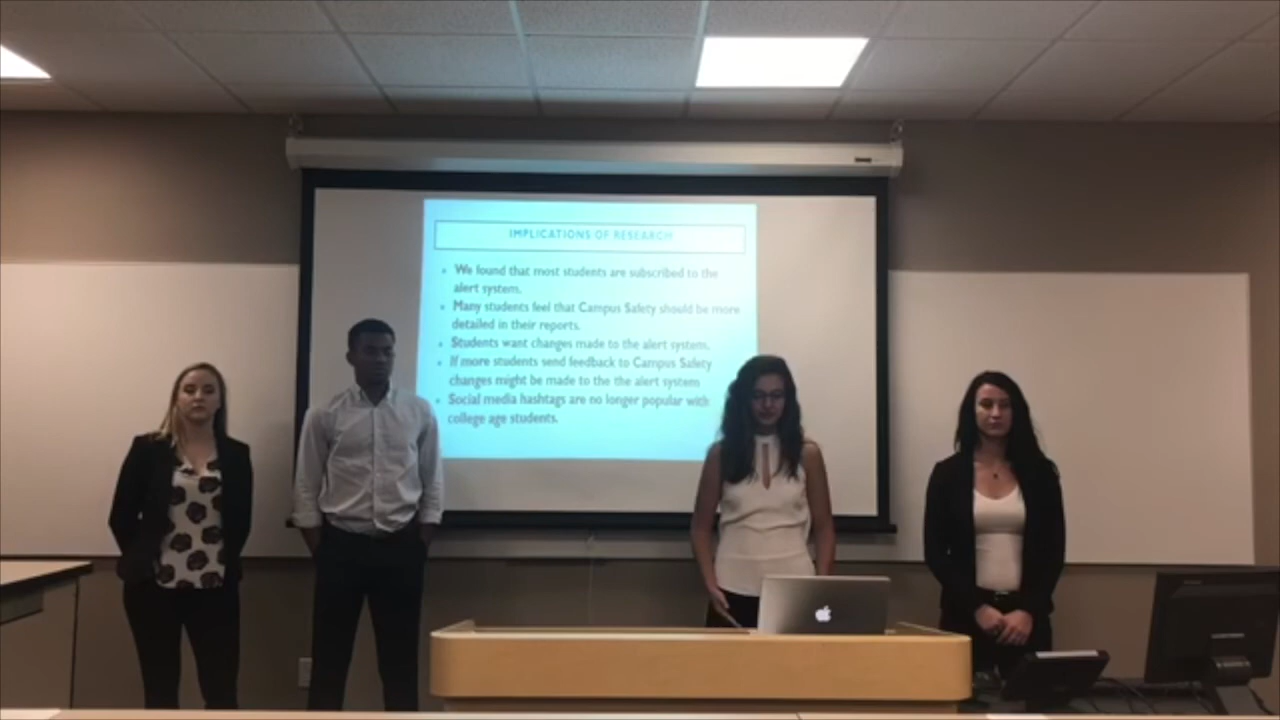 IMPLICATIONS OF RESEARCH
• We found that most students are subscribed to the
alert system.
• Many students feel that Campus Safety should be more
detailed in their reports.
• Students want changes made to the alert system.
• If more students send feedback to Campus Safety
changes might be made to the the alert system
• Social media hashtags are no longer popular with
college age students.